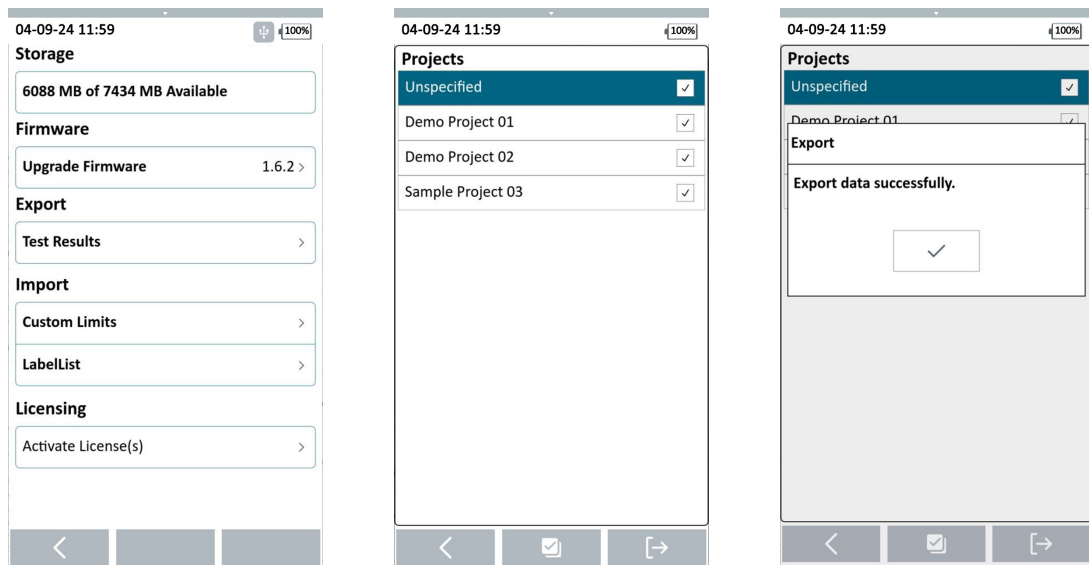 04-09-24 11:59
100%
Storage
6088 MB of 7434 MB Available
Firmware
Upgrade Firmware 1.6.2 >
Export
Test Results >
Import
Custom Limits >
LabelList >
Licensing
Activate License(s) >
04-09-24 11:59
100%
Projects
Unspecified
Demo Project 01
Demo Project 02
Sample Project 03
04-09-24 11:59
100%
Projects
Unspecified
Demo Project 01
Export
Export data successfully.